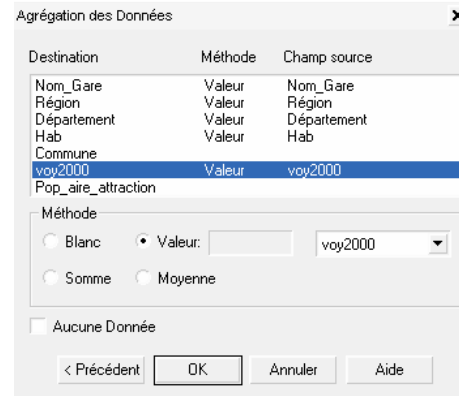 Agrégation des Données
Destination Méthode Champ source
Nom_Gare Valeur Nom_Gare
Région Valeur Région
Département Valeur Département
Hab Valeur Hab
Commune
voy2000 Valeur voy2000
Pop_aire_attraction
Méthode
Blanc Valeur: voy2000
Somme Moyenne
Aucune Donnée
< Précédent OK Annuler Aide